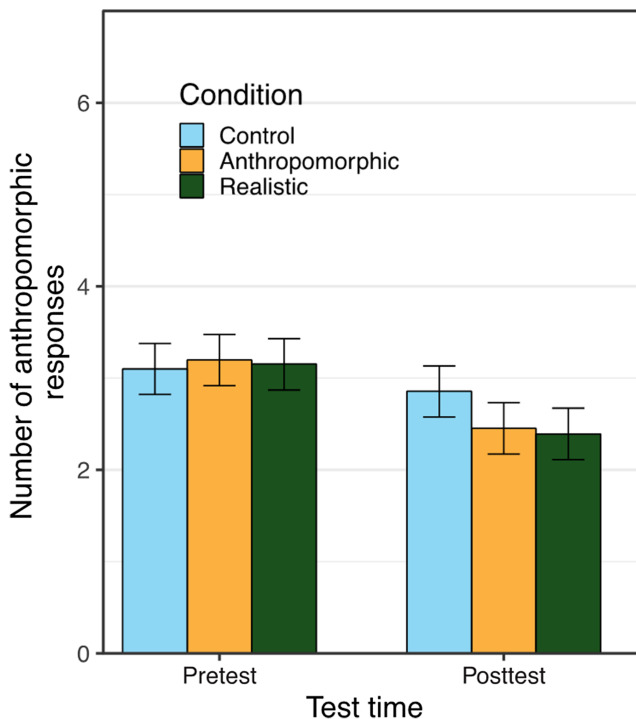 Number of anthropomorphic
responses
6
4
2
0
Condition
Control
Anthropomorphic
Realistic
Pretest
Posttest
Test time